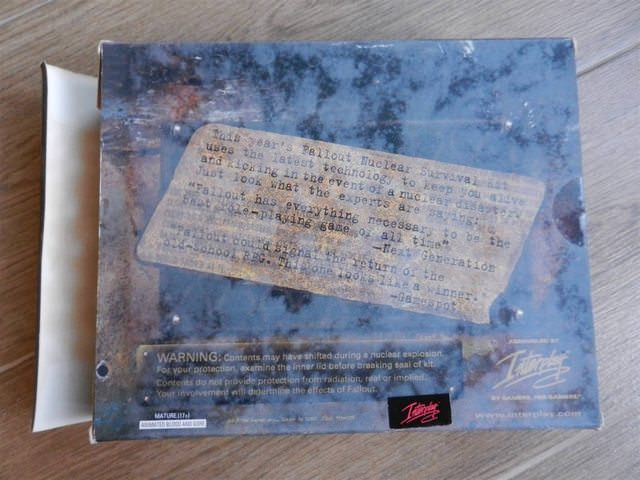 This year's Fallout Nuclear Survival Kit
uses the latest technology to keep you alive
and kicking in the event of a nuclear disaster.
Just look what the experts are saying:
"Fallout has everything necessary to be the
best role-playing game of all time"
—Next Generation
"Fallout could signal the return of the
old-school RPG. This one looks like a winner."
—Gamespot
WARNING: Contents may have shifted during a nuclear explosion.
For your protection, examine the inner lid before breaking seal of kit.
Contents do not provide protection from radiation, real or implied.
Your involvement will determine the effects of Fallout.
MATURE (17+)
ANIMATED BLOOD AND GORE
Interplay
Interplay
BY GAMERS. FOR GAMERS.
www.interplay.com